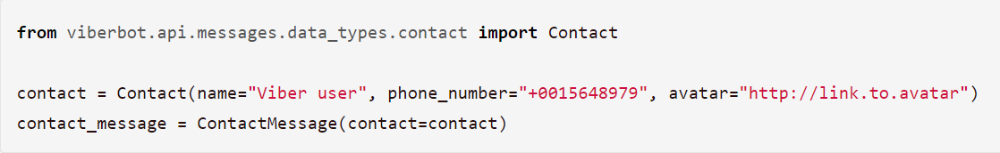 from viberbot.api.messages.data_types.contact import Contact
contact = Contact(name="Viber user", phone_number="+0015648979", avatar="http://link.to.avatar")
contact_message = ContactMessage(contact=contact)